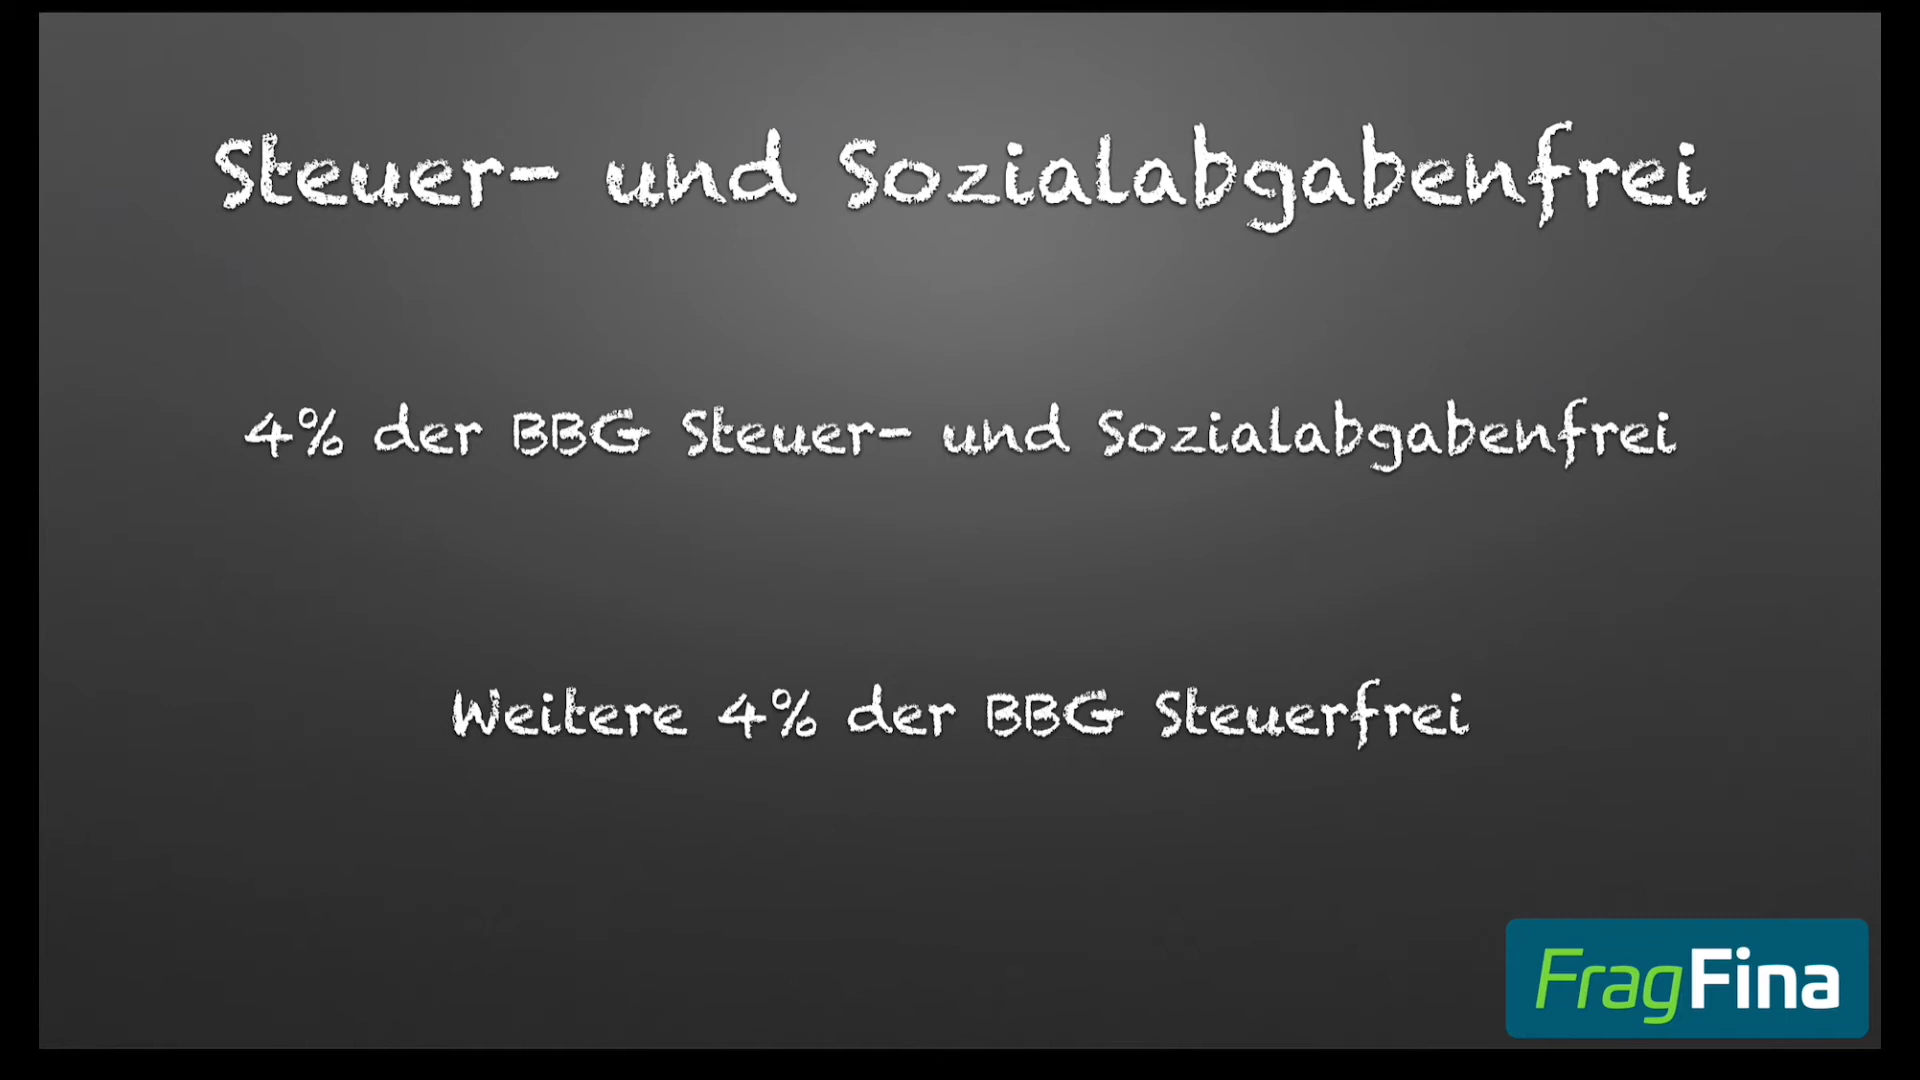 Steuer- und Sozialabgabenfrei
4% der BBG Steuer- und Sozialabgabenfrei
Weitere 4% der BBG Steuerfrei
FragFina